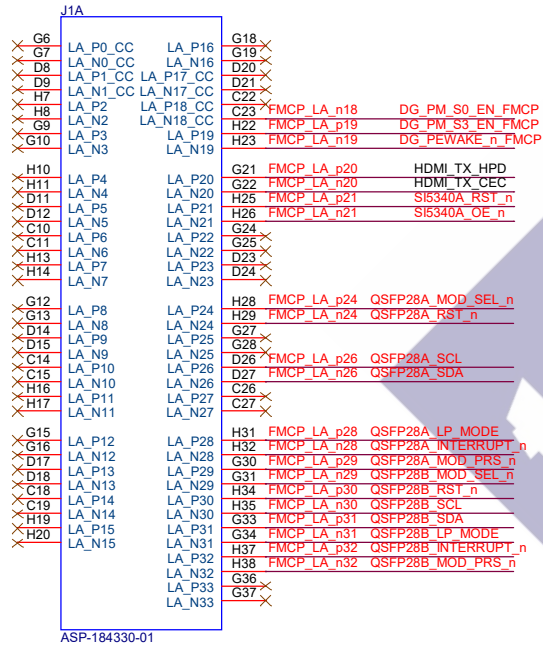 J1A
G6 LA_P0_CC LA_P16 G18
G7 LA_N0_CC LA_N16 G19
D8 LA_P1_CC LA_P17_CC D20
D9 LA_N1_CC LA_N17_CC D21
H7 LA_P2 LA_P18_CC C22
H8 LA_N2 LA_N18_CC C23 FMCP_LA_n18 DG_PM_S0_EN_FMCP
G9 LA_P3 LA_P19 H22 FMCP_LA_p19 DG_PM_S3_EN_FMCP
G10 LA_N3 LA_N19 H23 FMCP_LA_n19 DG_PEWAKE_n_FMCP
H10 LA_P4 LA_P20 G21 FMCP_LA_p20 HDMI_TX_HPD
H11 LA_N4 LA_N20 G22 FMCP_LA_n20 HDMI_TX_CEC
D11 LA_P5 LA_P21 H25 FMCP_LA_p21 SI5340A_RST_n
D12 LA_N5 LA_N21 H26 FMCP_LA_n21 SI5340A_OE_n
C10 LA_P6 LA_P22 G24
C11 LA_N6 LA_N22 G25
H13 LA_P7 LA_P23 D23
H14 LA_N7 LA_N23 D24
G12 LA_P8 LA_P24 H28 FMCP_LA_p24 QSFP28A_MOD_SEL_n
G13 LA_N8 LA_N24 H29 FMCP_LA_n24 QSFP28A_RST_n
D14 LA_P9 LA_P25 G27
D15 LA_N9 LA_N25 G28
C14 LA_P10 LA_P26 D26 FMCP_LA_p26 QSFP28A_SCL
C15 LA_N10 LA_N26 D27 FMCP_LA_n26 QSFP28A_SDA
H16 LA_P11 LA_P27 C26
H17 LA_N11 LA_N27 C27
G15 LA_P12 LA_P28 H31 FMCP_LA_p28 QSFP28A_LP_MODE
G16 LA_N12 LA_N28 H32 FMCP_LA_n28 QSFP28A_INTERRUPT_n
D17 LA_P13 LA_P29 G30 FMCP_LA_p29 QSFP28A_MOD_PRS_n
D18 LA_N13 LA_N29 G31 FMCP_LA_n29 QSFP28B_MOD_SEL_n
C18 LA_P14 LA_P30 H34 FMCP_LA_p30 QSFP28B_RST_n
C19 LA_N14 LA_N30 H35 FMCP_LA_n30 QSFP28B_SCL
H19 LA_P15 LA_P31 G33 FMCP_LA_p31 QSFP28B_SDA
H20 LA_N15 LA_N31 G34 FMCP_LA_n31 QSFP28B_LP_MODE
LA_P32 H37 FMCP_LA_p32 QSFP28B_INTERRUPT_n
LA_N32 H38 FMCP_LA_n32 QSFP28B_MOD_PRS_n
LA_P33 G36
LA_N33 G37
ASP-184330-01